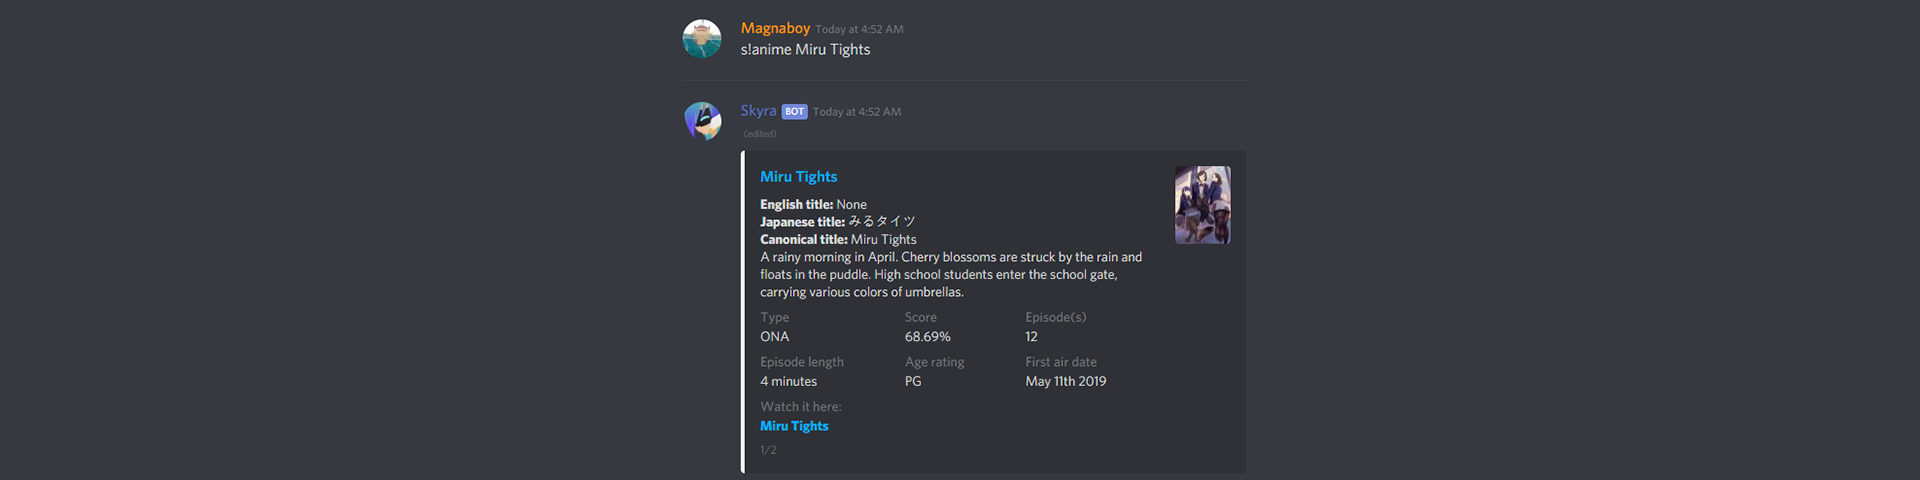 Magnaboy Today at 4:52 AM
s!anime Miru Tights
Skyra BOT Today at 4:52 AM
(edited)
Miru Tights
English title: None
Japanese title: みるタイツ
Canonical title: Miru Tights
A rainy morning in April. Cherry blossoms are struck by the rain and
floats in the puddle. High school students enter the school gate,
carrying various colors of umbrellas.
Type Score Episode(s)
ONA 68.69% 12
Episode length Age rating First air date
4 minutes PG May 11th 2019
Watch it here:
Miru Tights
1/2